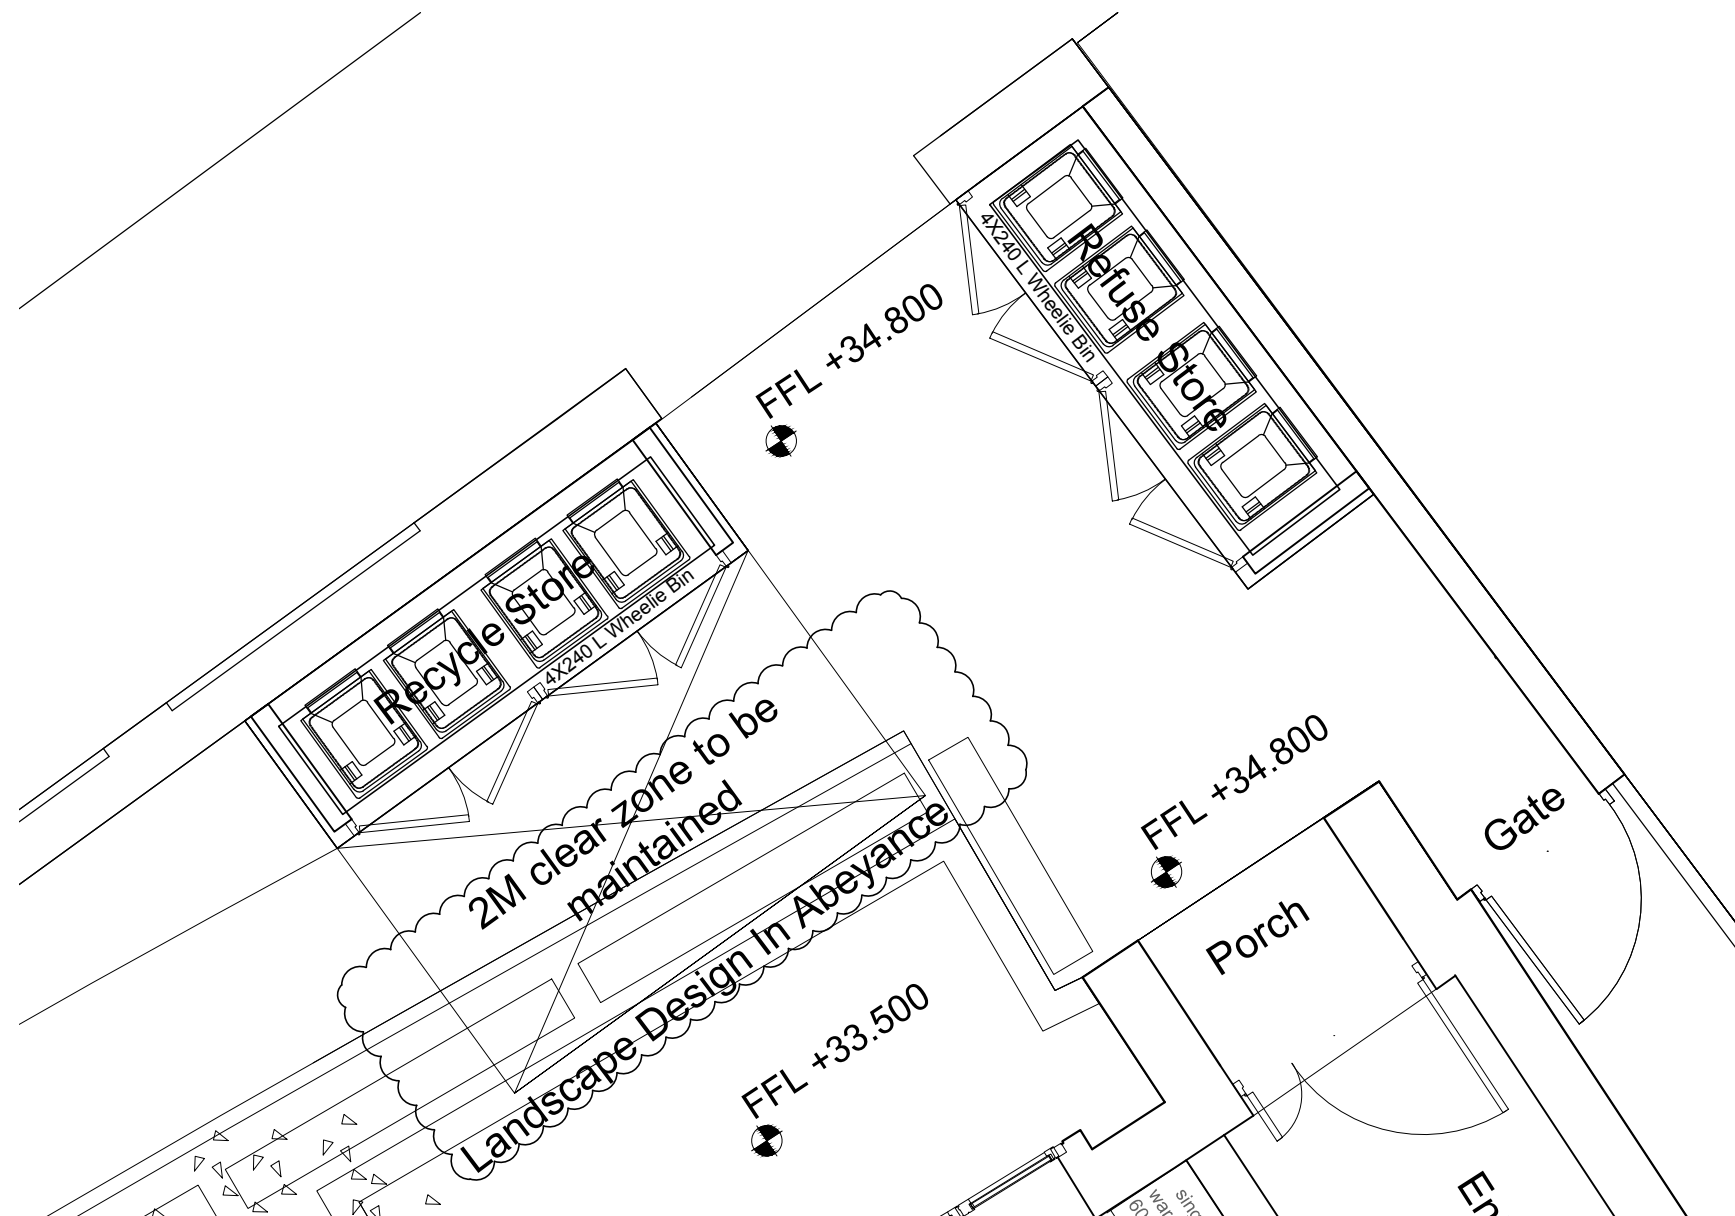 Refuse Store
4X240 L Wheelie Bin
FFL +34.800
Recycle Store
4X240 L Wheelie Bin
2M clear zone to be
maintained
Landscape Design In Abeyance
FFL +34.800
Gate
Porch
FFL +33.500